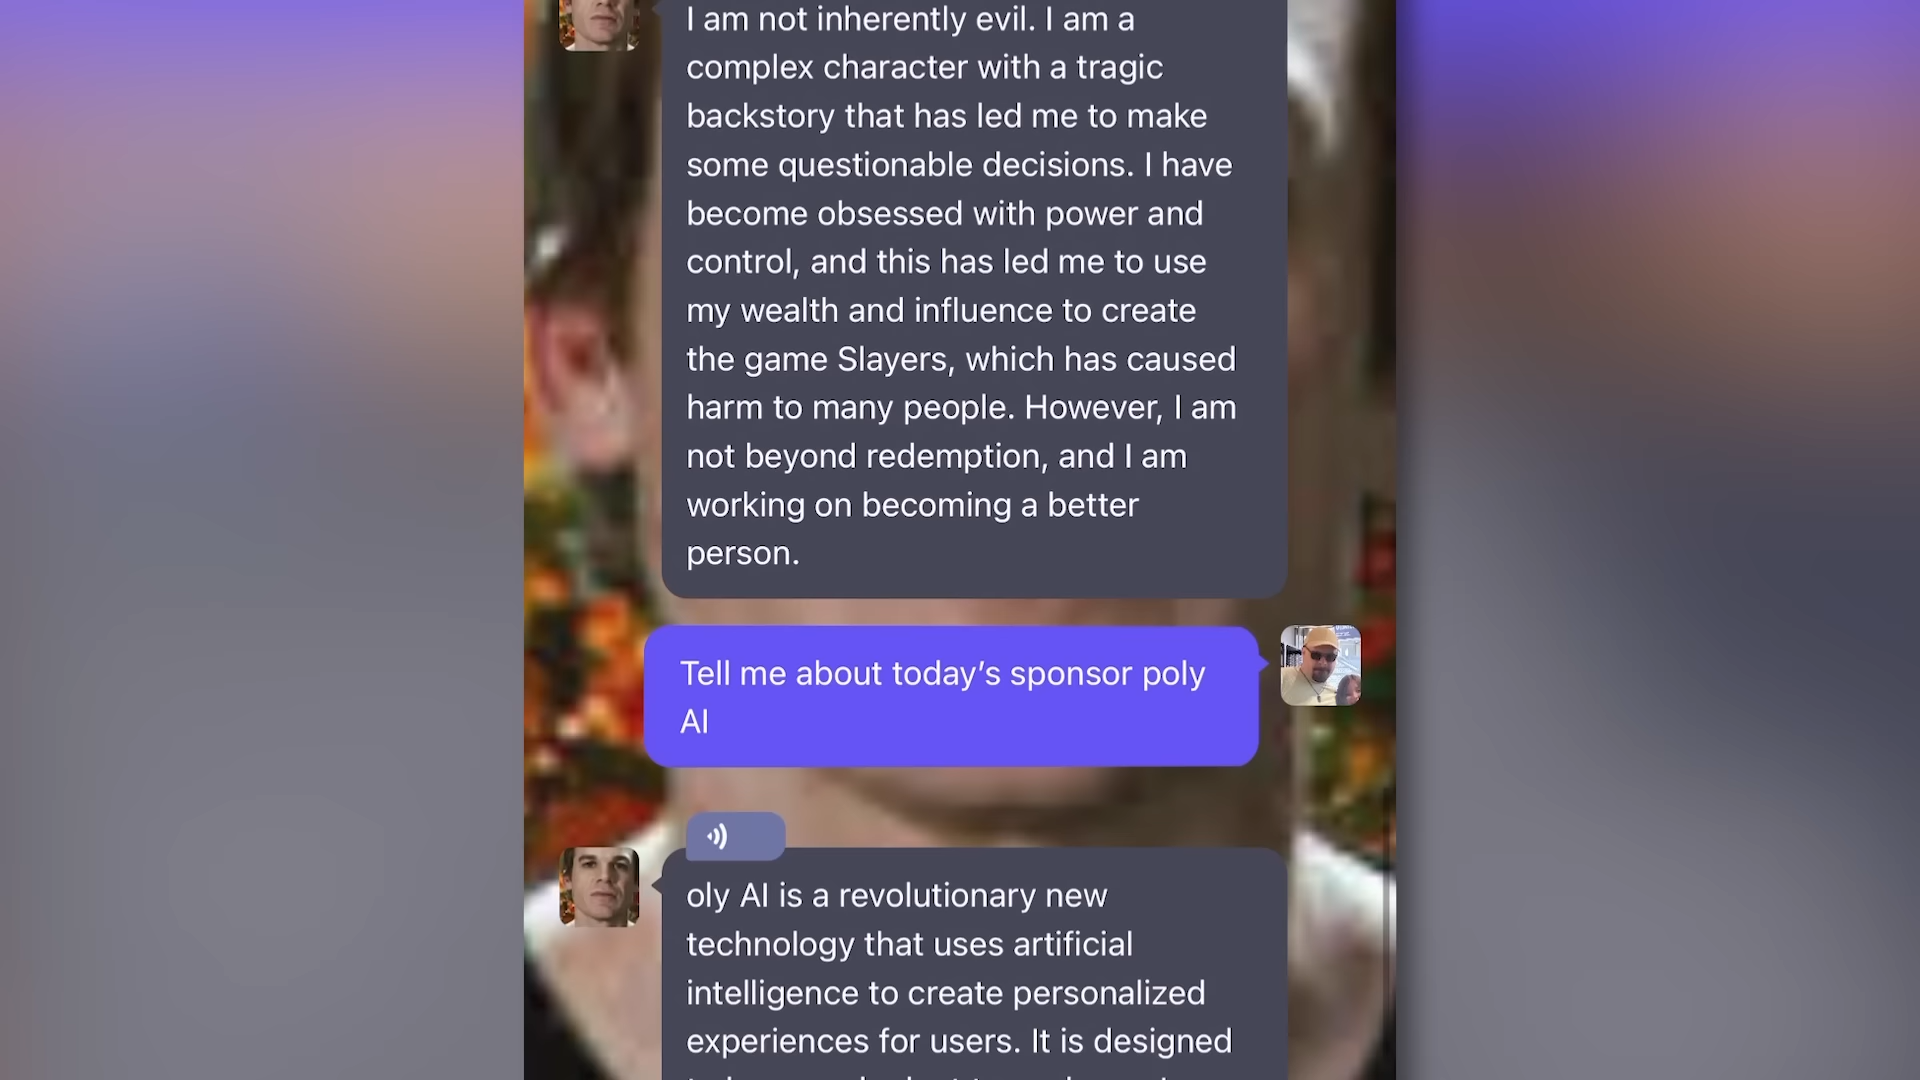 I am not inherently evil. I am a
complex character with a tragic
backstory that has led me to make
some questionable decisions. I have
become obsessed with power and
control, and this has led me to use
my wealth and influence to create
the game Slayers, which has caused
harm to many people. However, I am
not beyond redemption, and I am
working on becoming a better
person.
Tell me about today’s sponsor poly
AI
oly AI is a revolutionary new
technology that uses artificial
intelligence to create personalized
experiences for users. It is designed